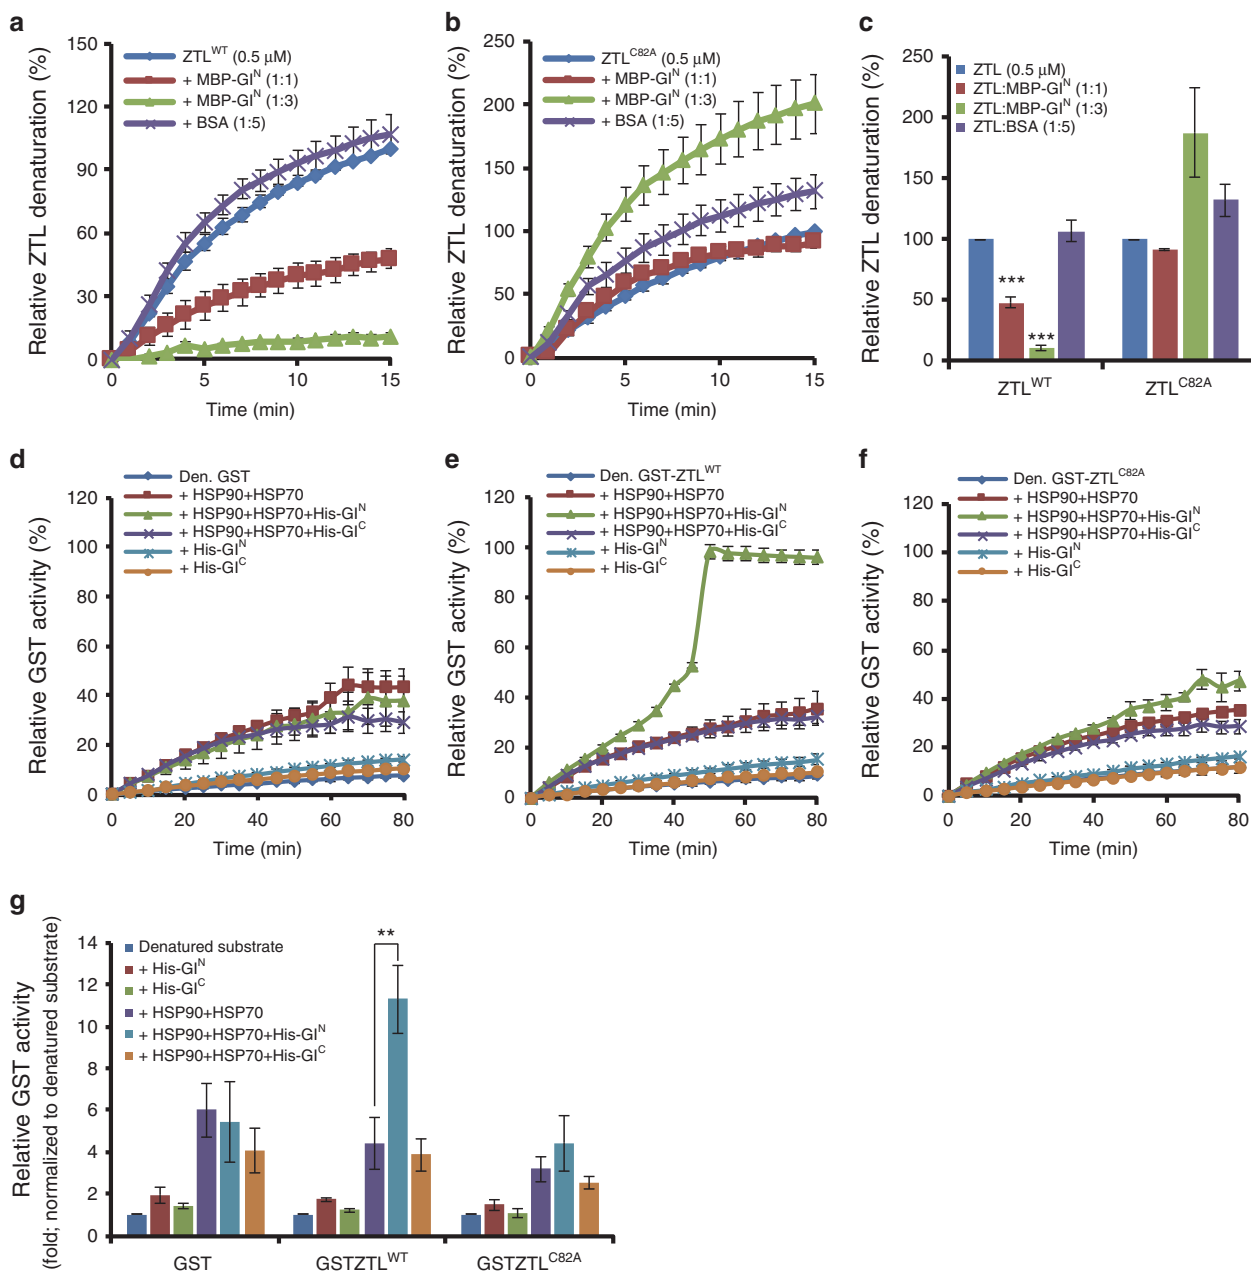 a
Relative ZTL denaturation (%)
150
120
90
60
30
0
ZTL^WT (0.5 µM)
+ MBP-GI^N (1:1)
+ MBP-GI^N (1:3)
+ BSA (1:5)
0 5 10 15
Time (min)
b
Relative ZTL denaturation (%)
250
200
150
100
50
0
ZTL^C82A (0.5 µM)
+ MBP-GI^N (1:1)
+ MBP-GI^N (1:3)
+ BSA (1:5)
0 5 10 15
Time (min)
c
Relative ZTL denaturation %
250
200
150
100
50
0
ZTL (0.5 µM)
ZTL:MBP-GI^N (1:1)
ZTL:MBP-GI^N (1:3)
ZTL:BSA (1:5)
***
***
ZTL^WT ZTL^C82A
d
Relative GST activity (%)
120
100
80
60
40
20
0
Den. GST
+ HSP90+HSP70
+ HSP90+HSP70+His-GI^N
+ HSP90+HSP70+His-GI^C
+ His-GI^N
+ His-GI^C
0 20 40 60 80
Time (min)
e
Relative GST activity (%)
120
100
80
60
40
20
0
Den. GST-ZTL^WT
+ HSP90+HSP70
+ HSP90+HSP70+His-GI^N
+ HSP90+HSP70+His-GI^C
+ His-GI^N
+ His-GI^C
0 20 40 60 80
Time (min)
f
Relative GST activity (%)
120
100
80
60
40
20
0
Den. GST-ZTL^C82A
+ HSP90+HSP70
+ HSP90+HSP70+His-GI^N
+ HSP90+HSP70+His-GI^C
+ His-GI^N
+ His-GI^C
0 20 40 60 80
Time (min)
g
Relative GST activity
(fold; normalized to denatured substrate)
14
12
10
8
6
4
2
0
Denatured substrate
+ His-GI^N
+ His-GI^C
+ HSP90+HSP70
+ HSP90+HSP70+His-GI^N
+ HSP90+HSP70+His-GI^C
**
GST GSTZTL^WT GSTZTL^C82A